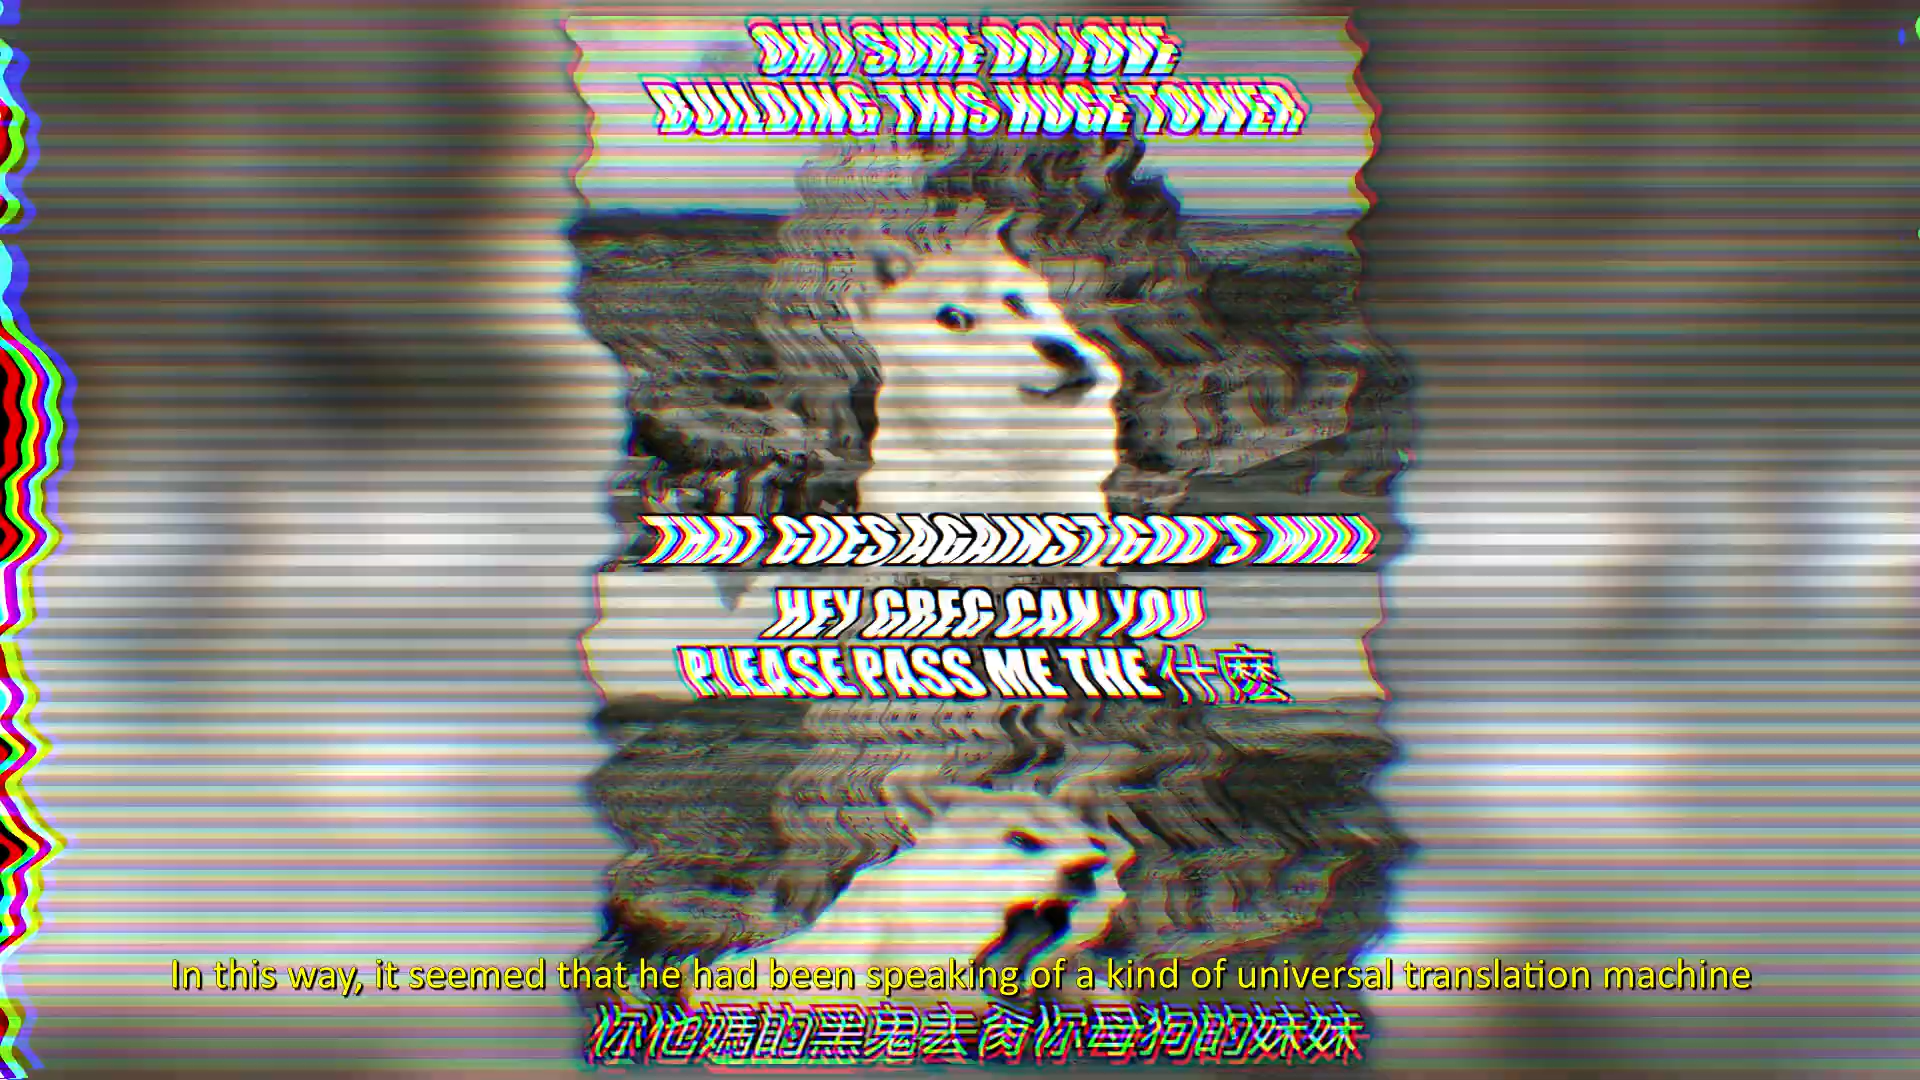 OH I SURE DO LOVE
BUILDING THIS HUGE TOWER
THAT GOES AGAINST GOD'S WILL
HEY GREG CAN YOU
PLEASE PASS ME THE 什麼
In this way, it seemed that he had been speaking of a kind of universal translation machine
你他媽的黑鬼去肏你母狗的妹妹